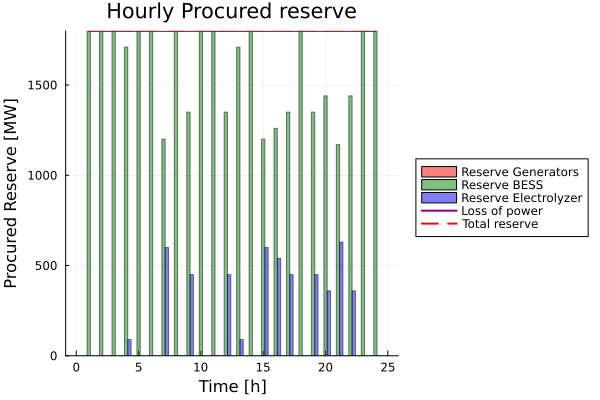 Hourly Procured reserve
Procured Reserve [MW]
1500
1000
500
0
0 5 10 15 20 25
Time [h]
Reserve Generators
Reserve BESS
Reserve Electrolyzer
Loss of power
Total reserve